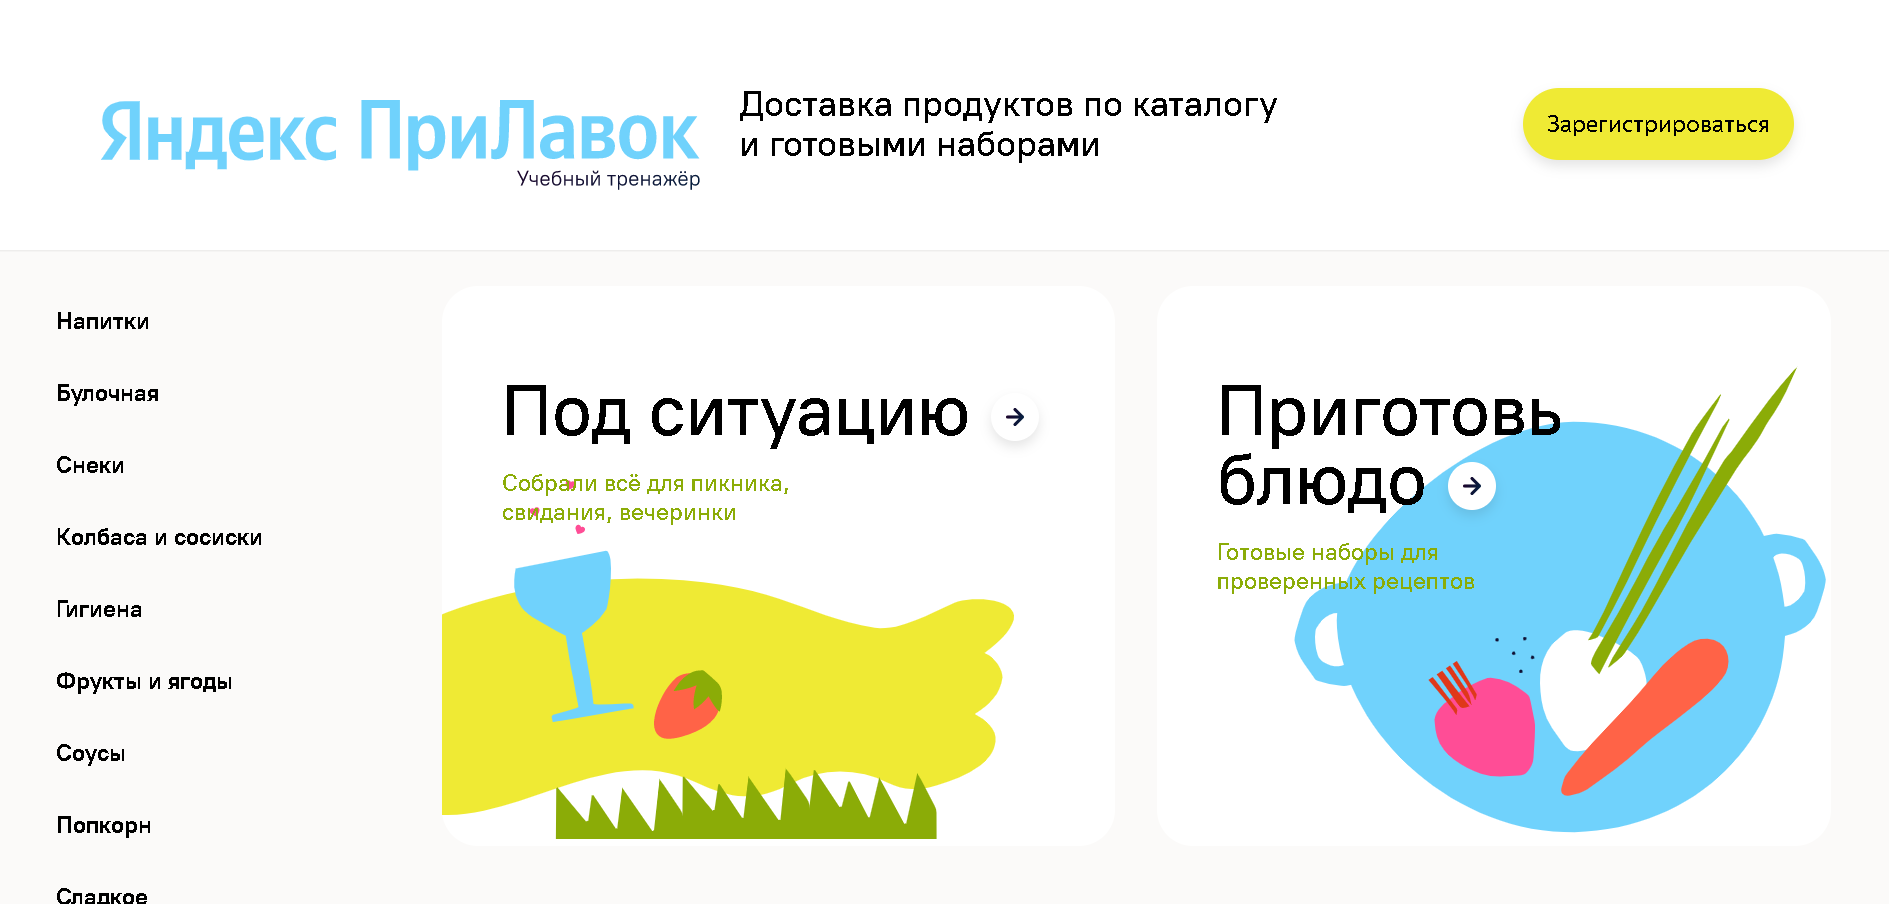 Яндекс ПриЛавок
Учебный тренажёр
Доставка продуктов по каталогу
и готовыми наборами
Зарегистрироваться
Напитки
Булочная
Снеки
Колбаса и сосиски
Гигиена
Фрукты и ягоды
Соусы
Попкорн
Сладкое
Под ситуацию
Собрали всё для пикника,
свидания, вечеринки
Приготовь
блюдо
Готовые наборы для
проверенных рецептов